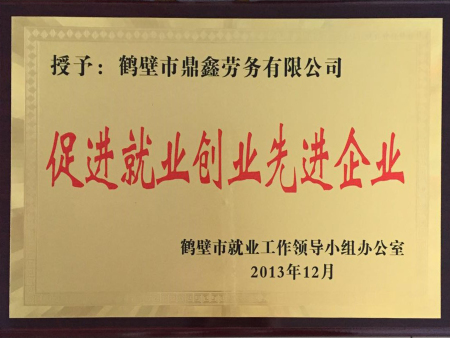 授予：鹤壁市鼎鑫劳务有限公司
促进就业创业先进企业
鹤壁市就业工作领导小组办公室
2013年12月